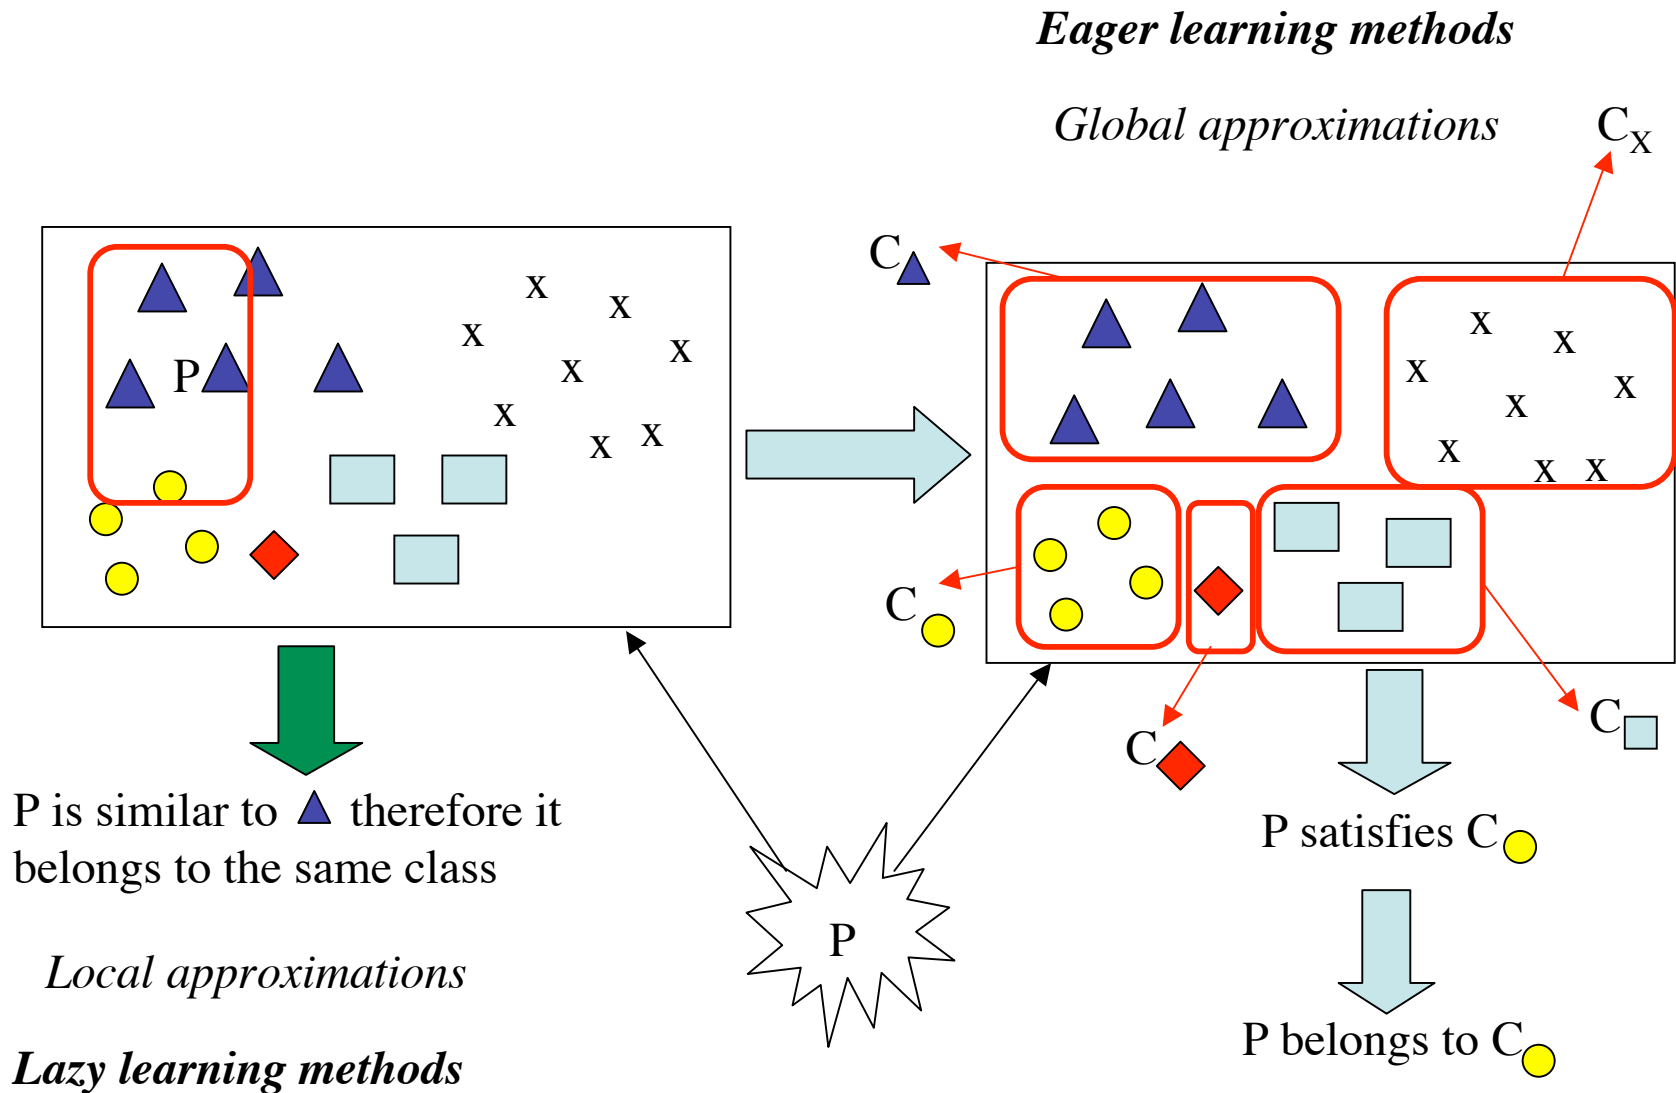 Eager learning methods
Global approximations
C_X
C
x
x
x
x
x
x
x
x
P
x
x
x
x
x
x
x
x
C
C
C
P is similar to therefore it
belongs to the same class
P satisfies C
P
Local approximations
P belongs to C
Lazy learning methods